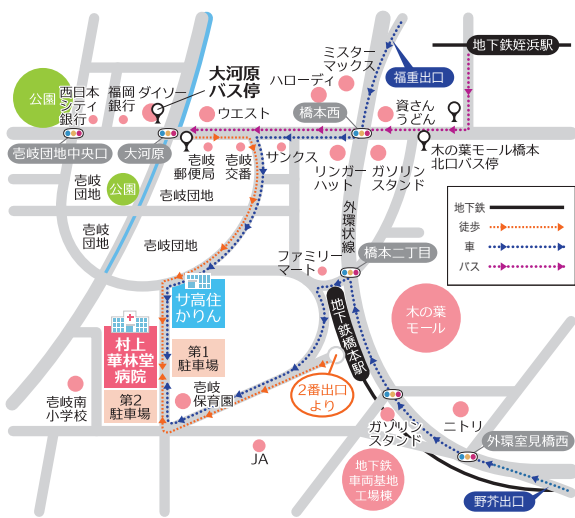 ミスター
マックス
地下鉄姪浜駅
大河原
バス停
福重出口
ハローディ
公園
西日本
シティ
銀行
福岡
銀行
ダイソー
ウエスト
橋本西
資さん
うどん
壱岐団地中央口
大河原
壱岐
郵便局
壱岐
交番
サンクス
リンガー
ハット
ガソリン
スタンド
木の葉モール橋本
北口バス停
壱岐
団地
公園
壱岐団地
壱岐
団地
壱岐団地
外環状線
地下鉄
徒歩
車
バス
ファミリー
マート
橋本二丁目
サ高住
かりん
地下鉄橋本駅
木の葉
モール
村上
華林堂
病院
第1
駐車場
第2
駐車場
壱岐
保育園
2番出口
より
壱岐南
小学校
ガソリン
スタンド
ニトリ
外環室見橋西
JA
地下鉄
車両基地
工場棟
野芥出口